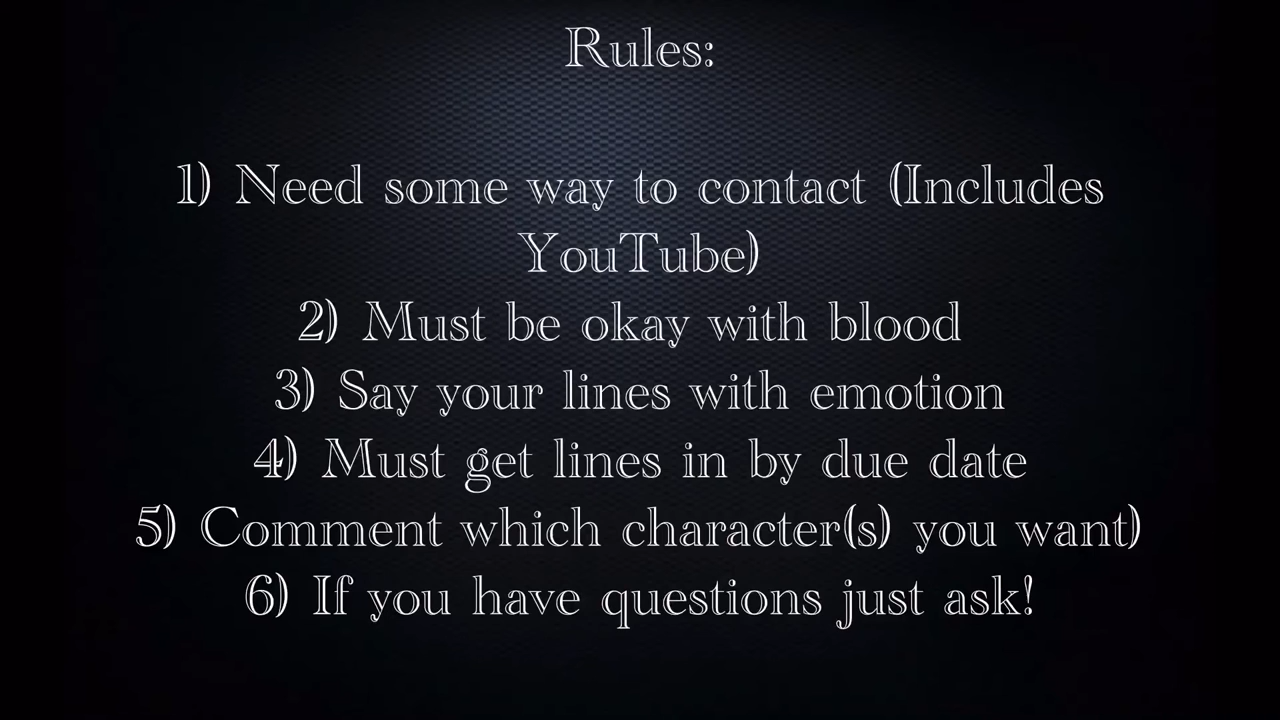 Rules:
1) Need some way to contact (Includes
YouTube)
2) Must be okay with blood
3) Say your lines with emotion
4) Must get lines in by due date
5) Comment which character(s) you want)
6) If you have questions just ask!